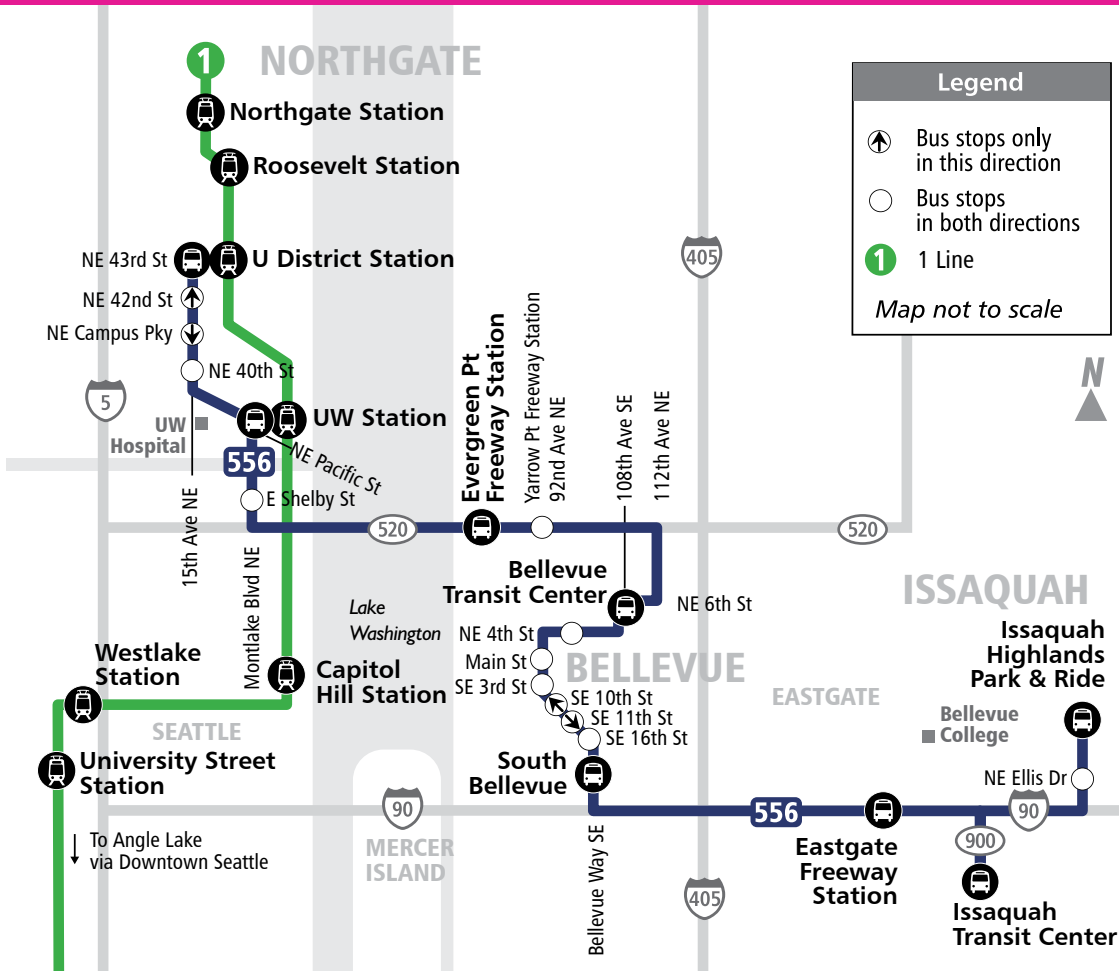 1
NORTHGATE
Northgate Station
Roosevelt Station
NE 43rd St
U District Station
NE 42nd St
NE Campus Pky
NE 40th St
5
UW
Hospital
UW Station
NE Pacific St
556
E Shelby St
15th Ave NE
520
Evergreen Pt
Freeway Station
Yarrow Pt Freeway Station
92nd Ave NE
108th Ave SE
112th Ave NE
405
520
Legend
Bus stops only
in this direction
Bus stops
in both directions
1
1 Line
Map not to scale
N
Montlake Blvd NE
Lake
Washington
Bellevue
Transit Center
NE 6th St
NE 4th St
Main St
SE 3rd St
BELLEVUE
SE 10th St
SE 11th St
SE 16th St
Westlake
Station
Capitol
Hill Station
SEATTLE
University Street
Station
To Angle Lake
via Downtown Seattle
90
MERCER
ISLAND
South
Bellevue
Bellevue Way SE
556
405
EASTGATE
ISSAQUAH
Issaquah
Highlands
Park & Ride
Bellevue
College
NE Ellis Dr
90
900
Eastgate
Freeway
Station
Issaquah
Transit Center